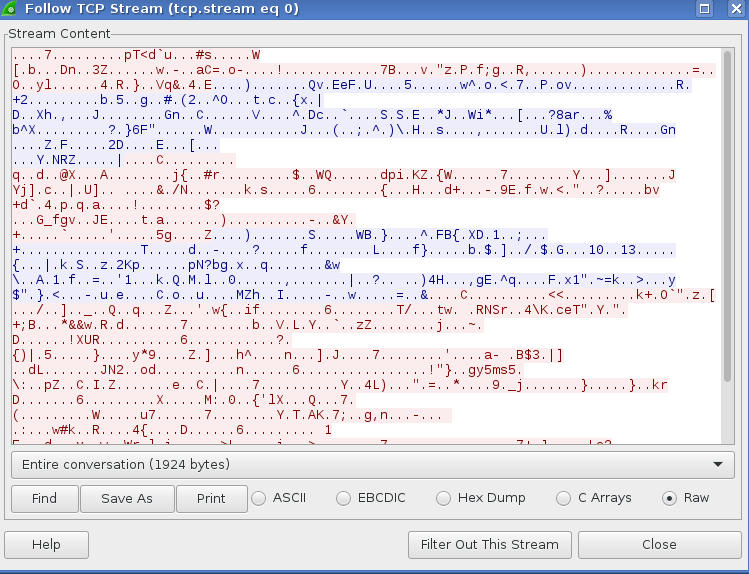 Follow TCP Stream (tcp.stream eq 0)
Stream Content
....7.........pT<d`u...#s.....W
[.b...Dn..3Z......w.-..aC=.o-....!............7B...v."z.P.f;g..R,......)............=..
O..yl......4.R.}..Vq&.4.E....).......Qv.EeF.U....5......w^.o.<.7..P.ov.............R.
+2.........b.5..g..#.(2..^O...t.c..{x.|
D..Xh.,...J........Gn..C......V....^.Dc..`....S.S.E..*J..Wi*...[...?8ar...%
b^X.........?.}6F"......W...........J...(..;.^.)\.H..s....,.......U.l).d....R....Gn
....Z.F.....2D....E...[...
...Y.NRZ.....|....C.........
q..d..@X...A.......j{..#r.........$..WQ......dpi.KZ.{W.......7........Y...]......J
Yj].c..|.U].. ....&./N.......k.s.....6........{...H...d+...-.9E.f.w.<."..?.....bv
+d`.4.p.q.a....!........$?
...G_fgv..JE....t.a.......)..........-..&Y.
+....`.....'.....5g....Z....).......S.....WB.}....^.FB{.XD.1..;...
+...............T.....d..-....?.....f........L....f}.....b.$.]../.$.G...10..13.....
{...|.k.S..z.2Kp......pN?bg.x..q.......&w
\..A.1.f..=..'1...k.Q.M.l..0......,.......|..?.....)4H...,gE.^q....F.x1".~=k..>...y
$".}.<...-.u.e....C.o..u....MZh..I.....-..w.....=..&....C..........<<.........k+.O`".z.[
.../..].._..Q..q...Z...'.w{..if........6........T/...tw...RNSr..4\K.ceT".Y.".
+;B...*&&w.R.d.......7........b...V.L.Y..`..zZ........j...~.
D......!XUR..........6...........?.
{)|.5.....}....y*9....Z.]...h^....n...].J....7........'....a-..B$3.|]
..dL.......JN2..od..........n......6.............!"}..gy5ms5.
\:..pZ..C.I.Z.......e..C.|....7..........Y..4L)...".=..*....9._j.......}.....}..kr
D.......6.........X.....M:.0..{'lX...Q...7.
(.........W.....u7......7........Y.T.AK.7;..g,n...-...
.:...w#k..R....4{....D......6......... 1
Entire conversation (1924 bytes)
Find
Save As
Print
ASCII
EBCDIC
Hex Dump
C Arrays
Raw
Help
Filter Out This Stream
Close